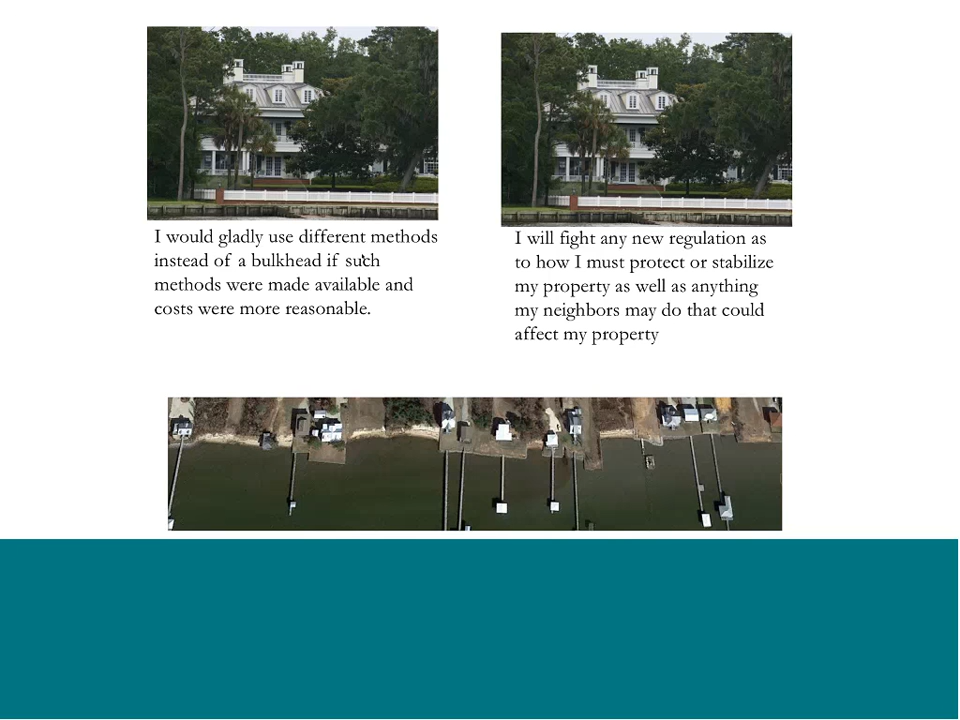 I would gladly use different methods
instead of a bulkhead if such
methods were made available and
costs were more reasonable.
I will fight any new regulation as
to how I must protect or stabilize
my property as well as anything
my neighbors may do that could
affect my property